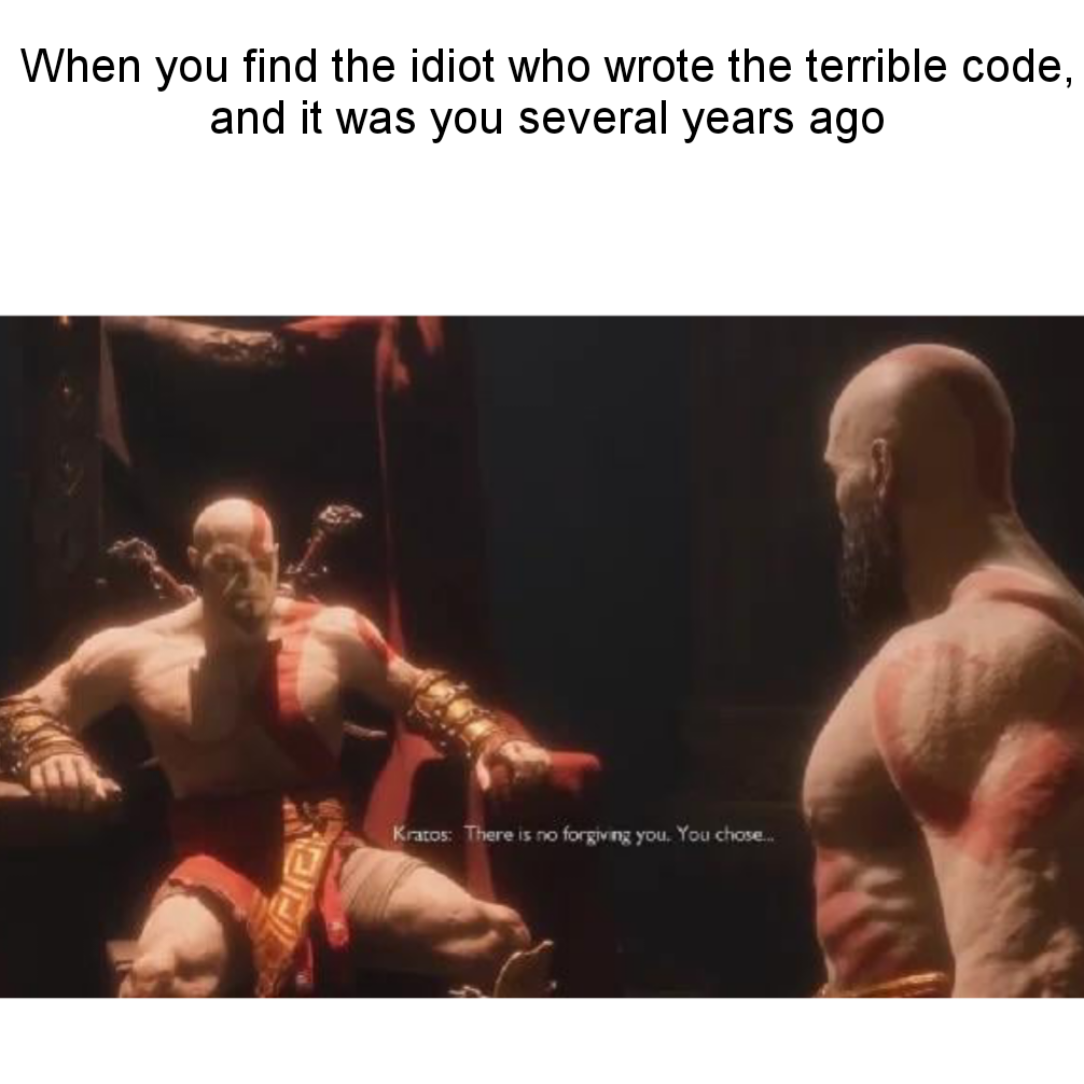 When you find the idiot who wrote the terrible code,
and it was you several years ago
Kratos: There is no forgiving you. You chose...